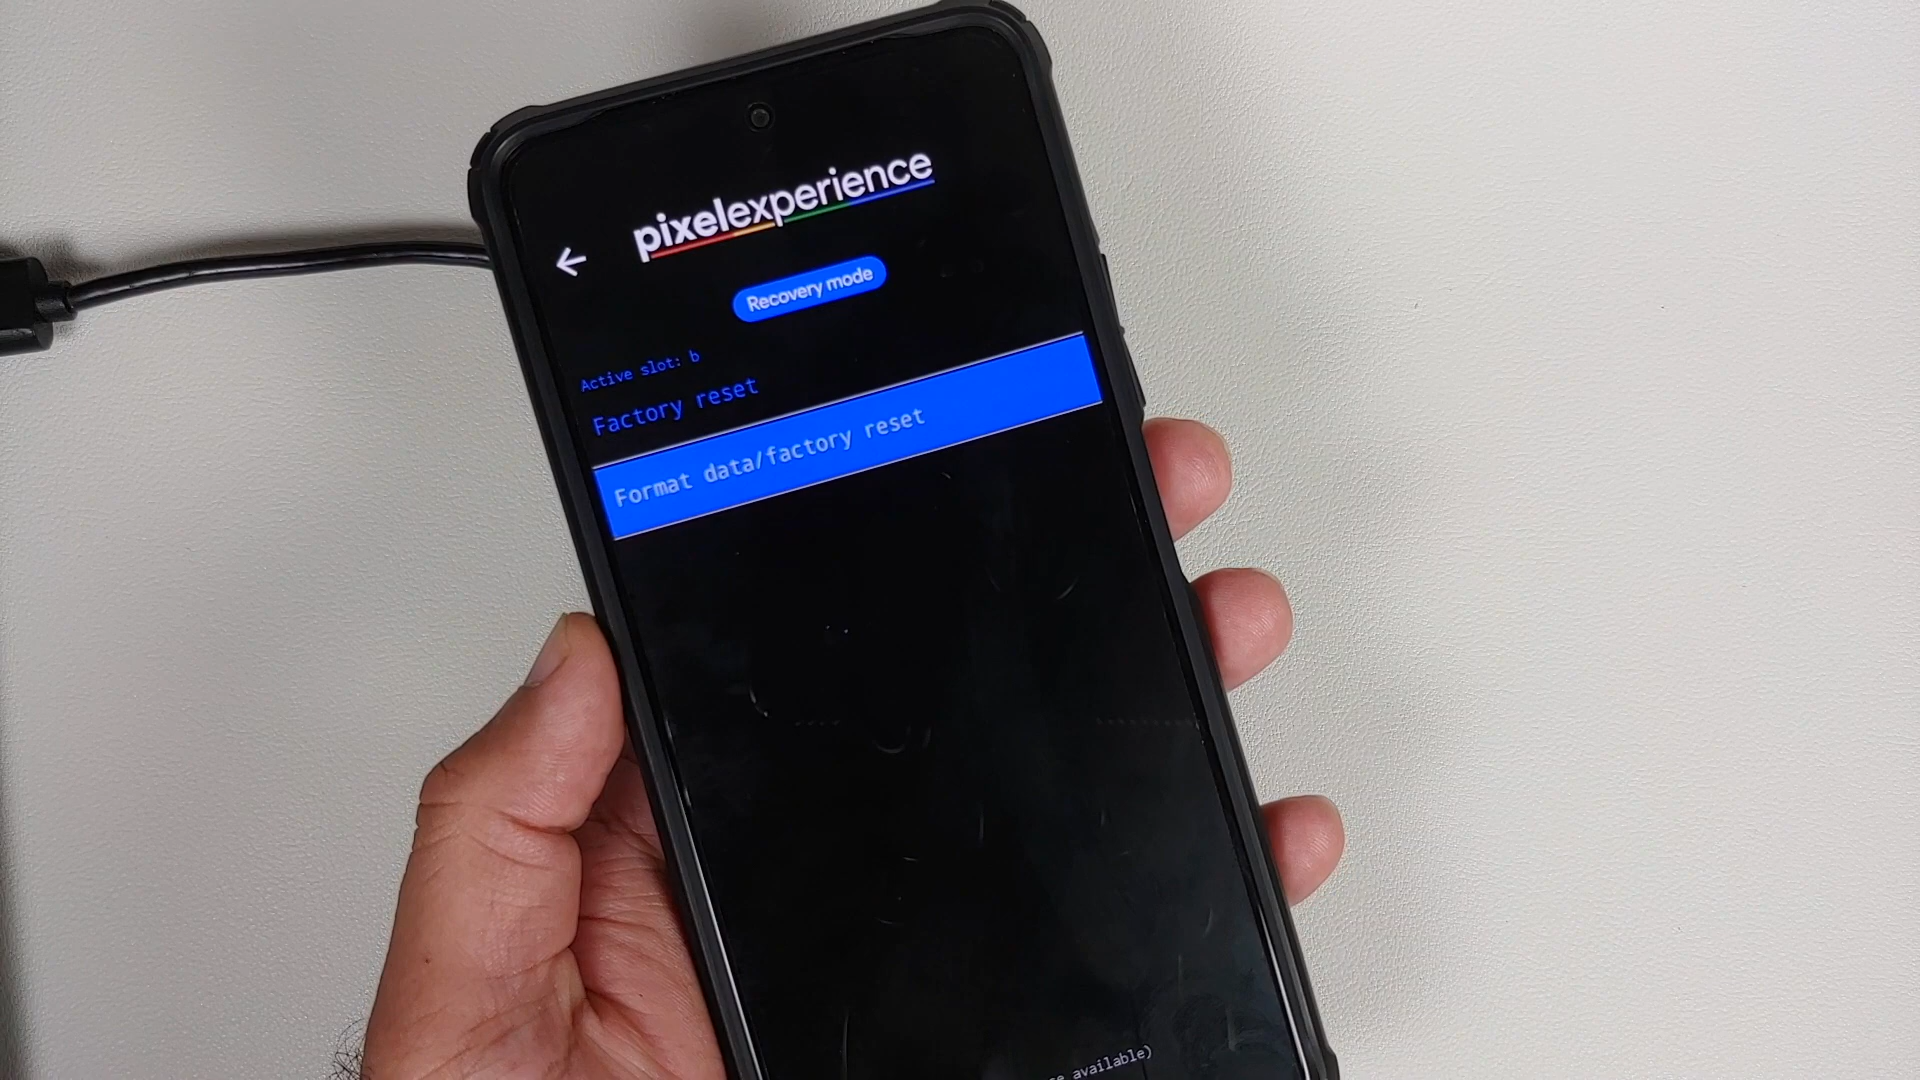 pixelexperience
Recovery mode
Active slot: b
Factory reset
Format data/factory reset
available)